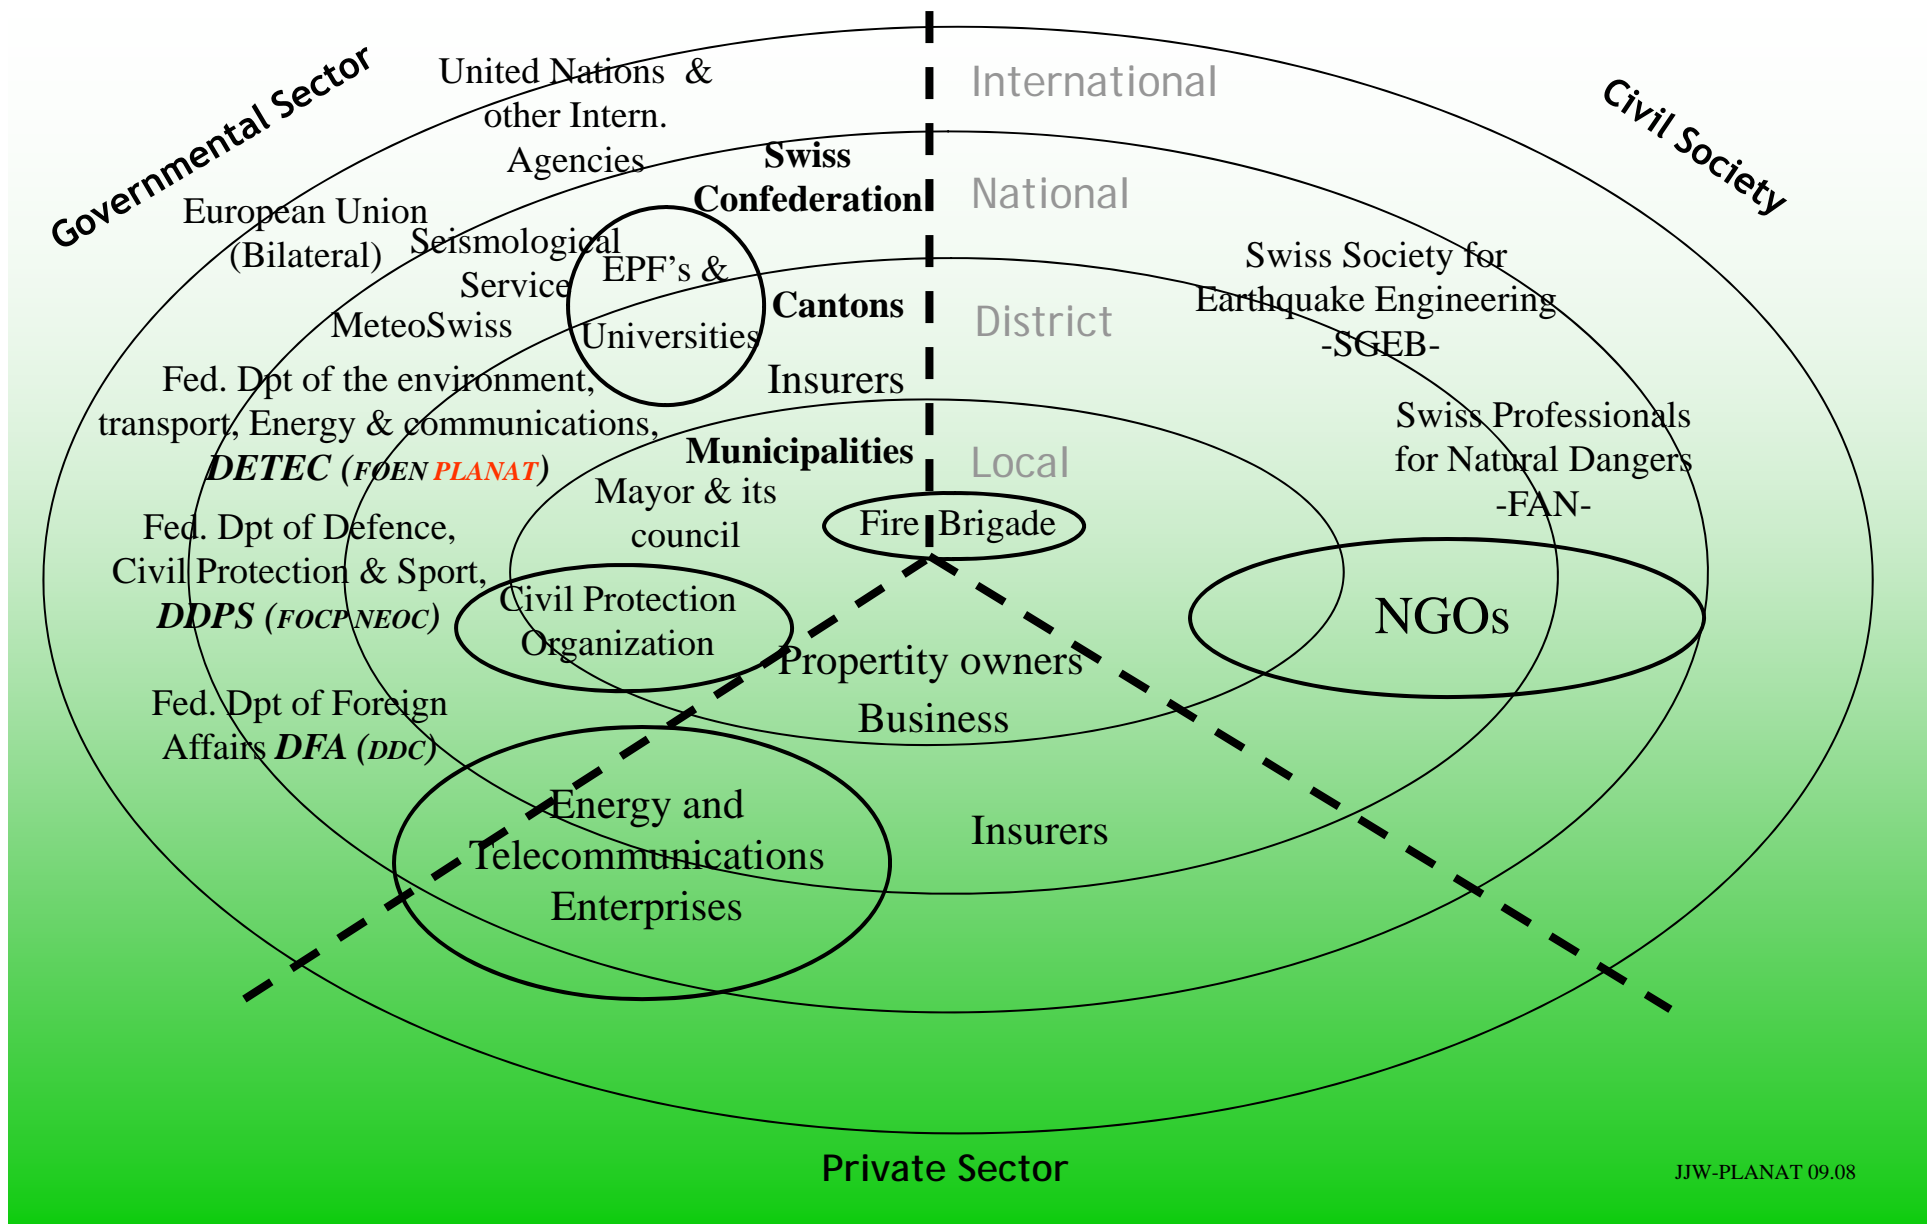 Governmental Sector
United Nations &
other Intern.
Agencies
International
Civil Society
Swiss
Confederation
National
European Union
(Bilateral)
Seismological
Service
MeteoSwiss
EPF's &
Universities
Cantons
District
Insurers
Swiss Society for
Earthquake Engineering
-SGEB-
Fed. Dpt of the environment,
transport, Energy & communications,
DETEC (FOEN PLANAT)
Municipalities
Local
Mayor & its
council
Fire Brigade
Swiss Professionals
for Natural Dangers
-FAN-
Fed. Dpt of Defence,
Civil Protection & Sport,
DDPS (FOCP NEOC)
Civil Protection
Organization
NGOs
Propertity owners
Business
Fed. Dpt of Foreign
Affairs DFA (DDC)
Energy and
Telecommunications
Enterprises
Insurers
Private Sector
JJW-PLANAT 09.08